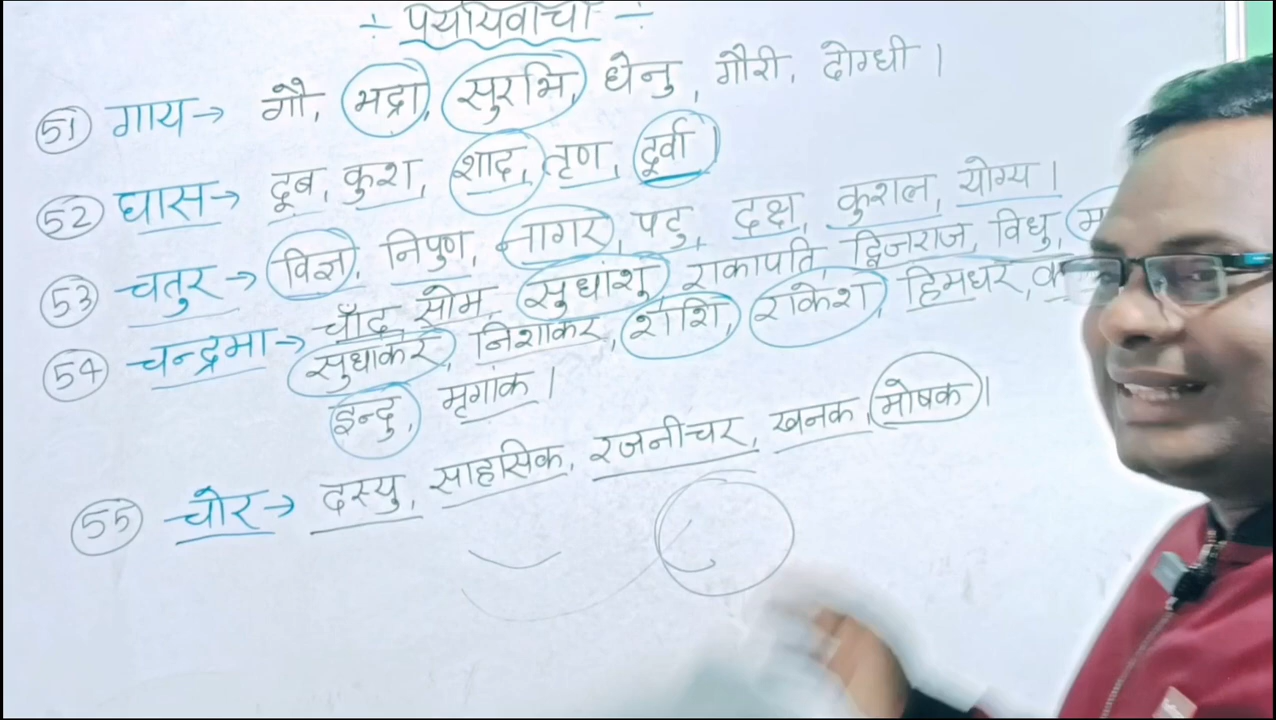 ÷ पर्यायवाची ÷
51 गाय→ गौ, भद्रा, सुरभि, धेनु, गौरी, दोग्धी।
52 घास→ दूब, कुश, शाद, तृण, दूर्वा।
53 चतुर→ विज्ञ, निपुण, नागर, पटु, दक्ष, कुशल, योग्य।
54 चन्द्रमा→ चाँद, सोम, सुधांशु, राकापति, द्विजराज, विधु,
सुधाकर, निशाकर, शशि, राकेश, हिमधर,
इन्दु, मृगांक।
55 चोर→ दस्यु, साहसिक, रजनीचर, खनक, मोषक।